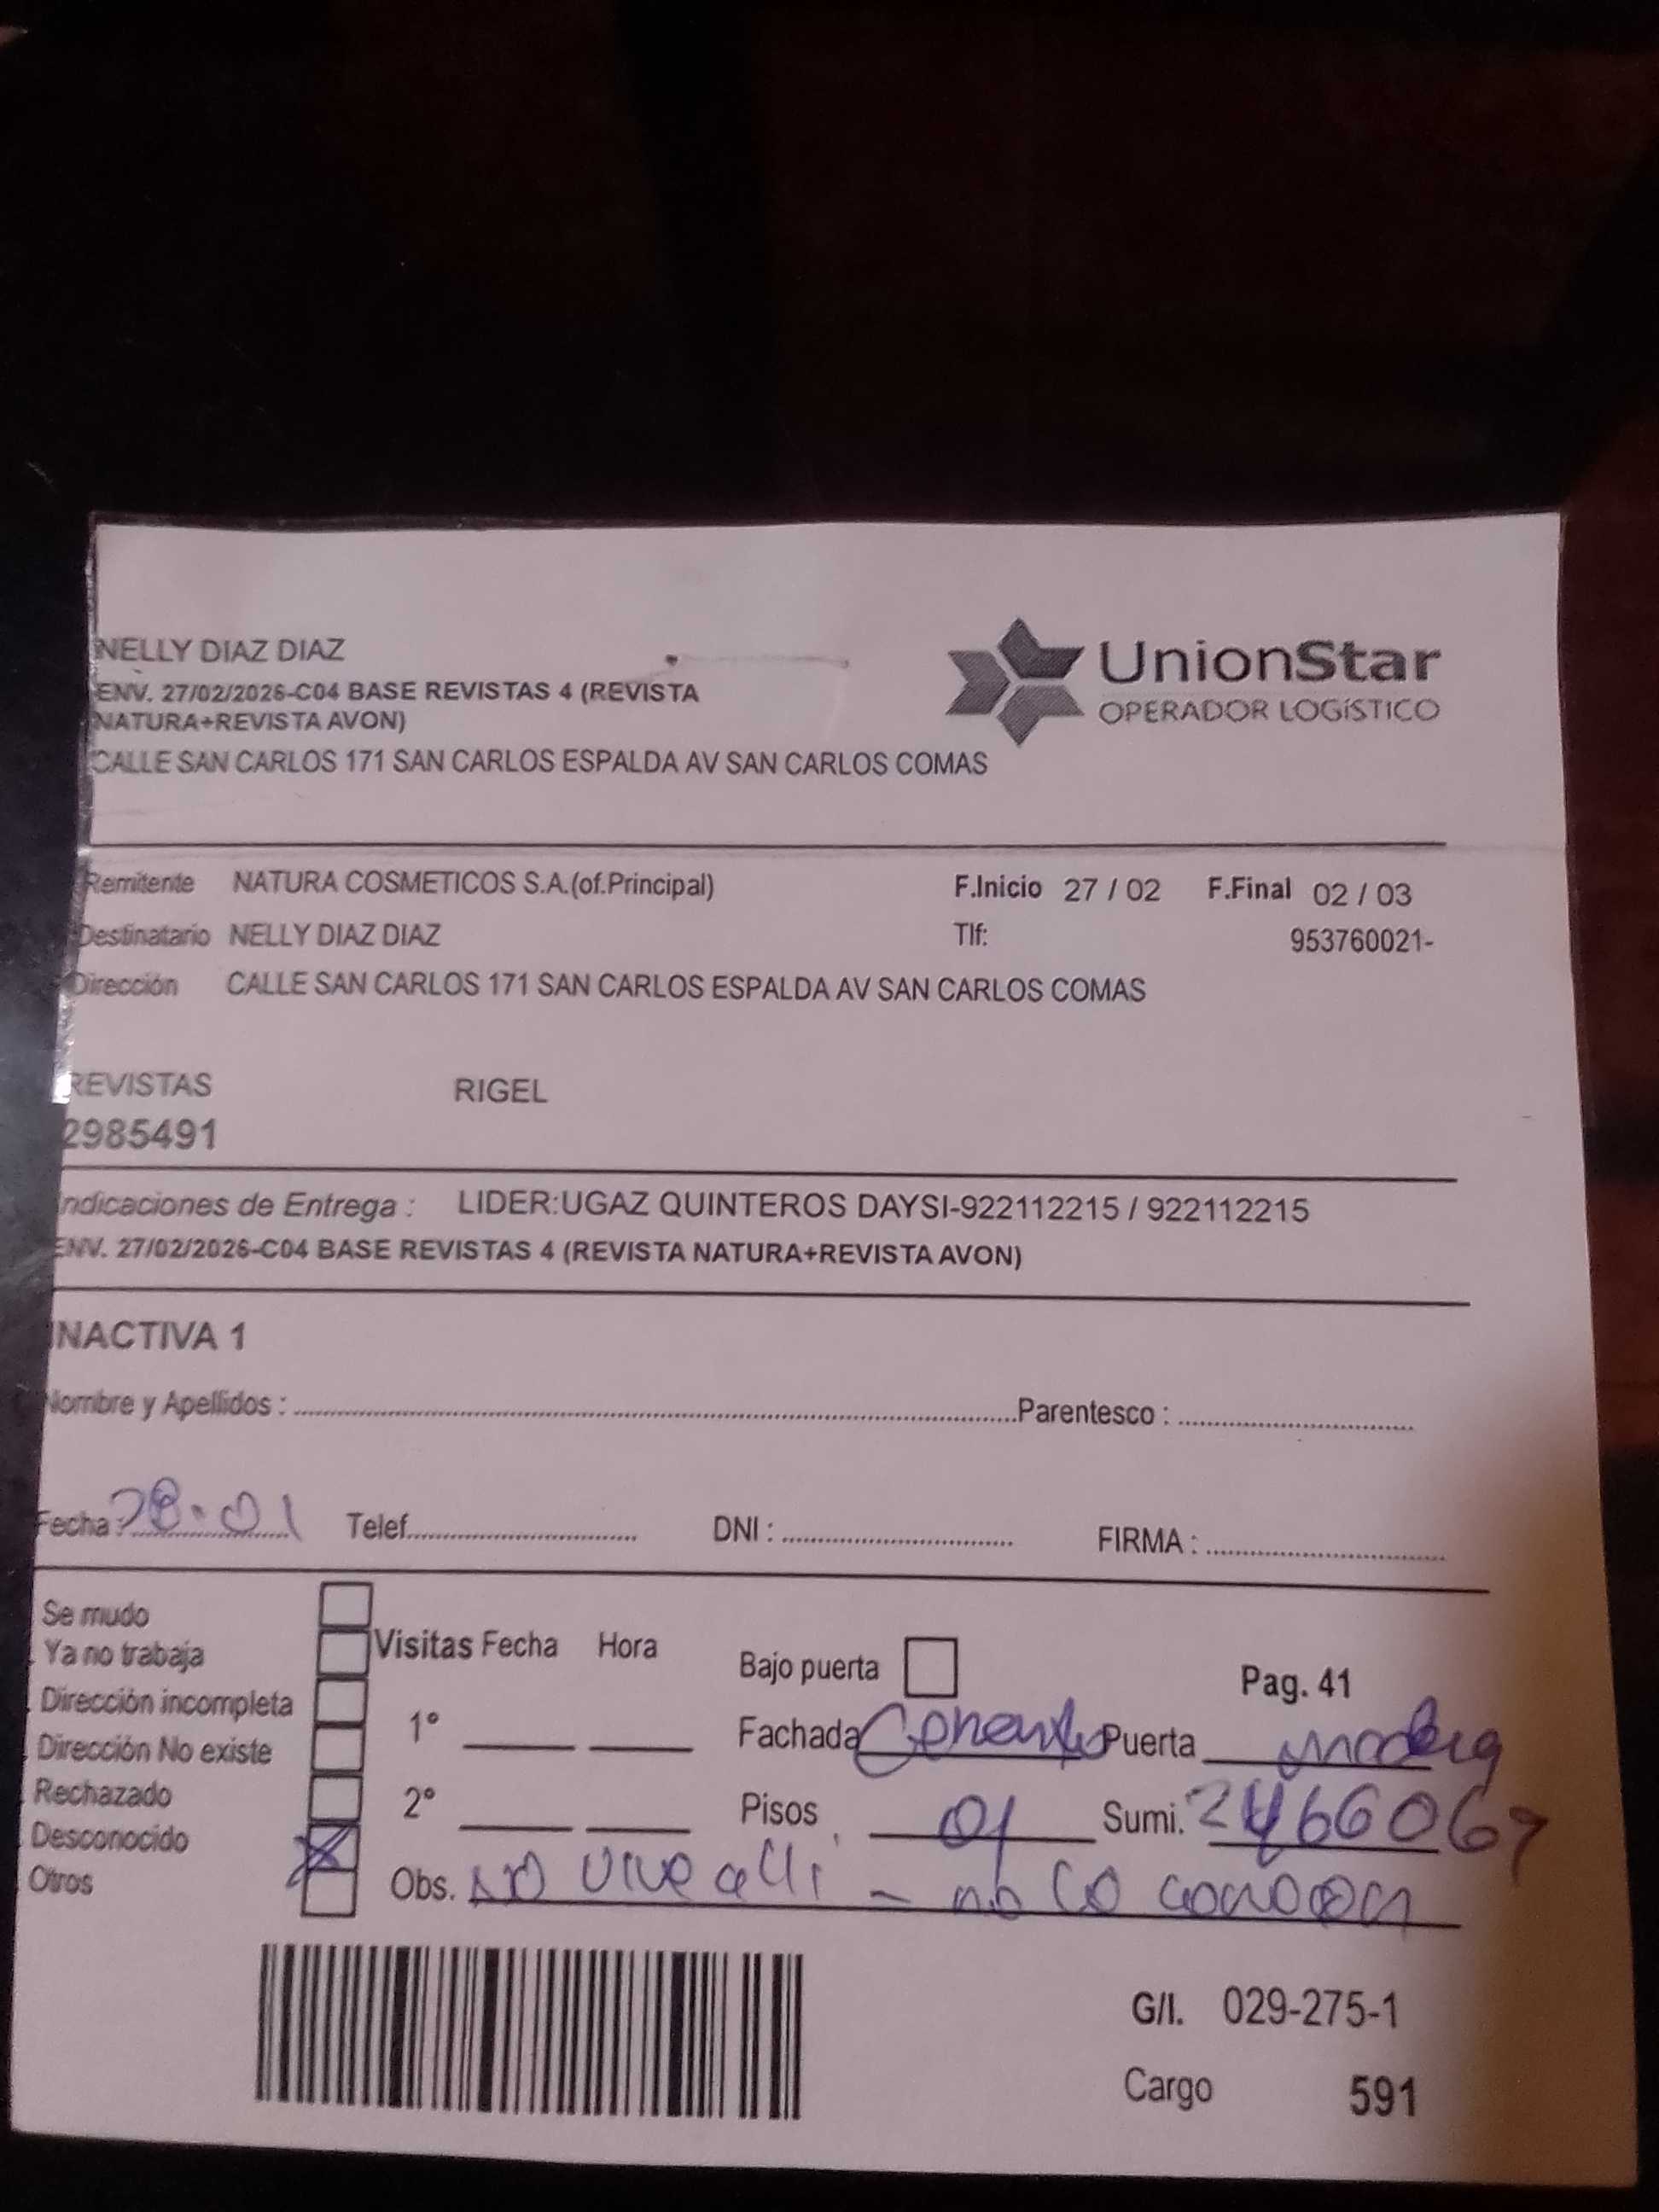 NELLY DIAZ DIAZ
ENV. 27/02/2026-C04 BASE REVISTAS 4 (REVISTA
NATURA+REVISTA AVON)
CALLE SAN CARLOS 171 SAN CARLOS ESPALDA AV SAN CARLOS COMAS
UnionStar
OPERADOR LOGíSTICO
Remitente NATURA COSMETICOS S.A.(of.Principal) F.Inicio 27 / 02 F.Final 02 / 03
Destinatario NELLY DIAZ DIAZ Tlf: 953760021-
Dirección CALLE SAN CARLOS 171 SAN CARLOS ESPALDA AV SAN CARLOS COMAS
REVISTAS RIGEL
2985491
Indicaciones de Entrega : LIDER:UGAZ QUINTEROS DAYSI-922112215 / 922112215
ENV. 27/02/2026-C04 BASE REVISTAS 4 (REVISTA NATURA+REVISTA AVON)
INACTIVA 1
Nombre y Apellidos : Parentesco :
Fecha : 28.01 Telef. DNI : FIRMA :
Se mudo
Ya no trabaja
Dirección incompleta
Dirección No existe
Rechazado
Desconocido X
Otros
Visitas Fecha Hora
1°
2°
Bajo puerta Pag. 41
Fachada Puerta
Pisos 01 Sumi.
Obs. NO VIVE alli - no lo conocen
G/I. 029-275-1
Cargo 591